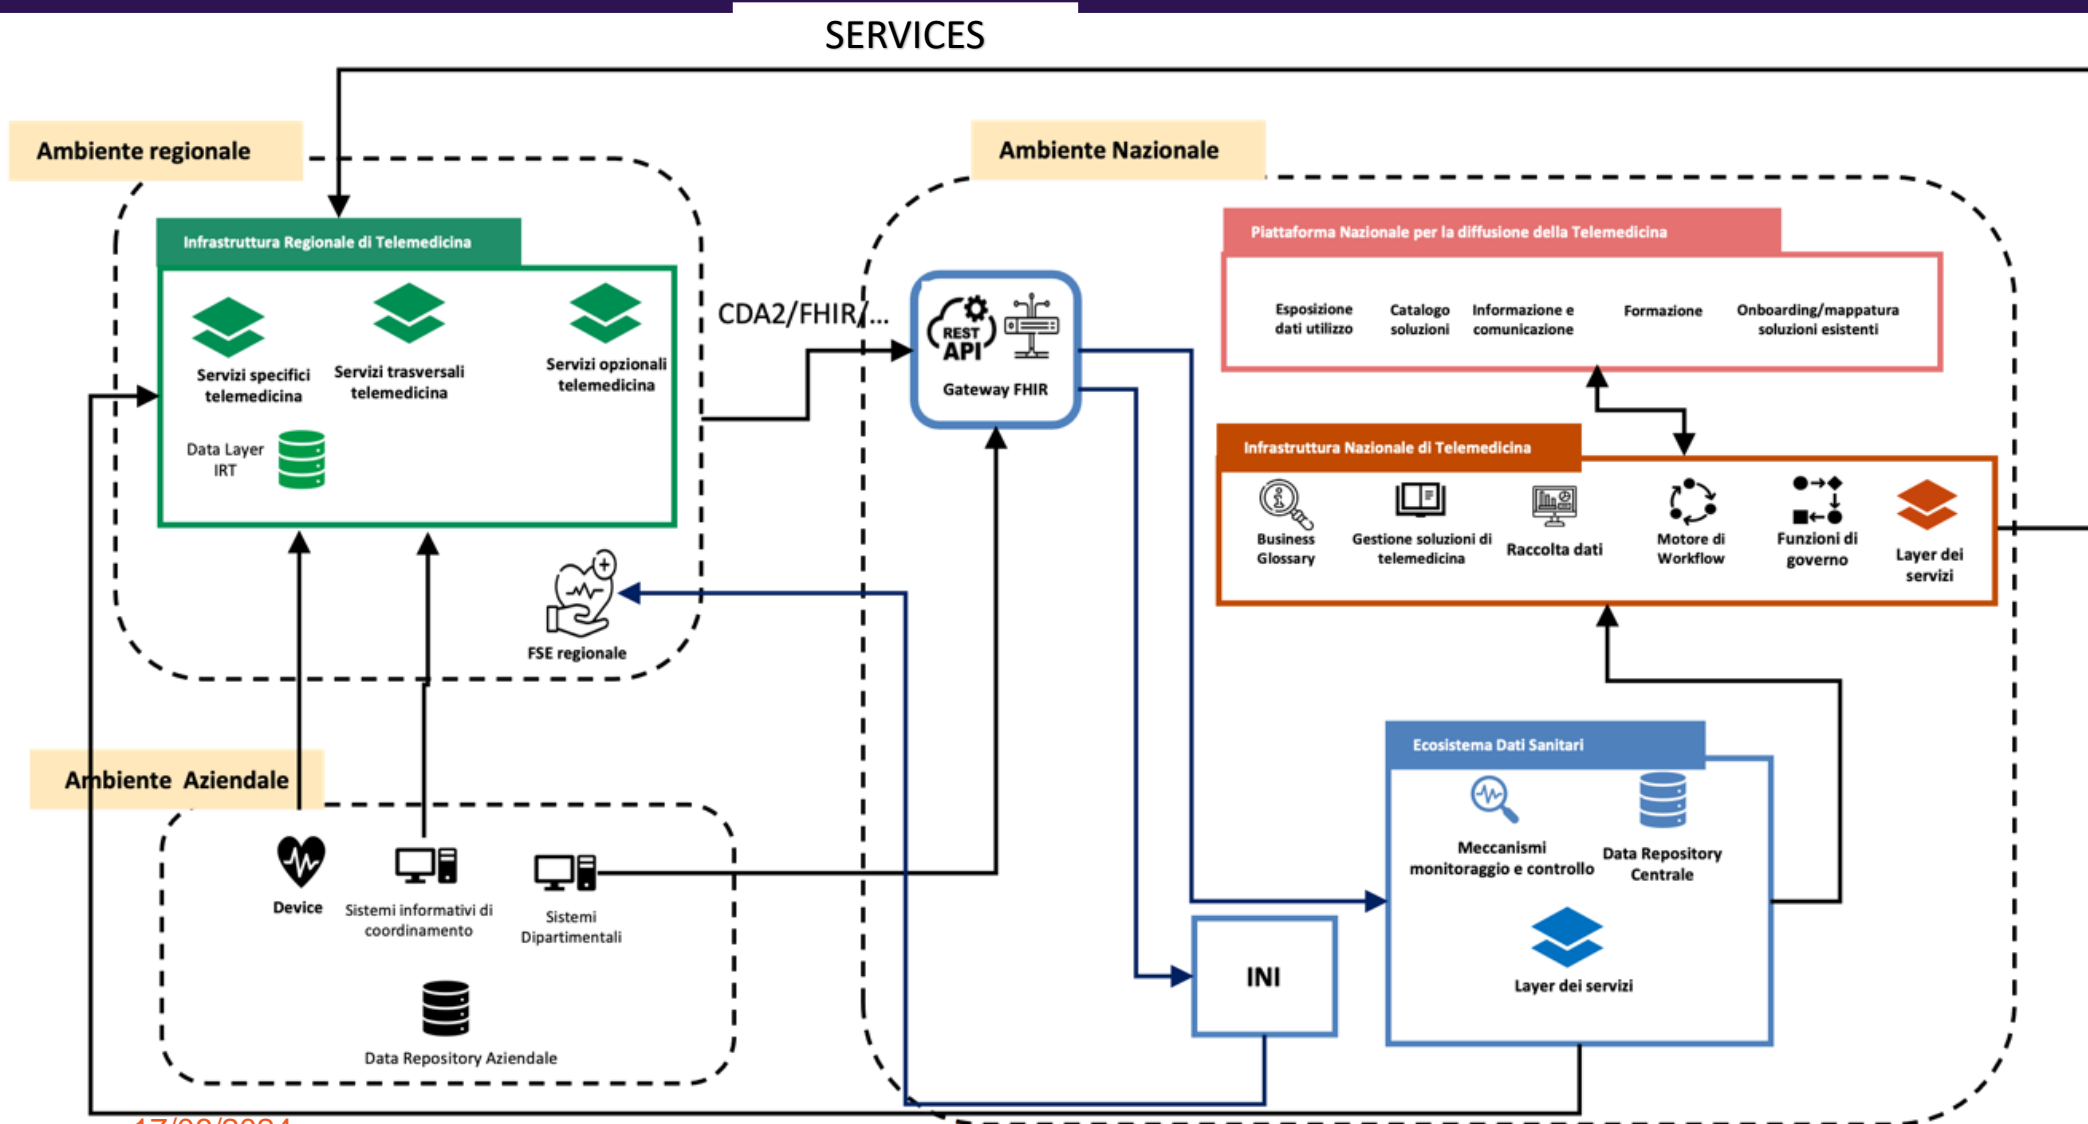 SERVICES
Ambiente regionale
Infrastruttura Regionale di Telemedicina
Servizi specifici
telemedicina
Servizi trasversali
telemedicina
Servizi opzionali
telemedicina
Data Layer
IRT
FSE regionale
CDA2/FHIR/...
Ambiente Nazionale
REST
API
Gateway FHIR
Piattaforma Nazionale per la diffusione della Telemedicina
Esposizione
dati utilizo
Catalogo
soluzioni
Informazione e
comunicazione
Formazione
Onboarding/mappatura
soluzioni esistenti
Infrastruttura Nazionale di Telemedicina
Business
Glossary
Gestione soluzioni di
telemedicina
Raccolta dati
Motore di
Workflow
Funzioni di
governo
Layer dei
servizi
Ambiente Aziendale
Device
Sistemi informativi di
coordinamento
Sistemi
Dipartimentali
Data Repository Aziendale
INI
Ecosistema Dati Sanitari
Meccanismi
monitoraggio e controllo
Data Repository
Centrale
Layer dei servizi